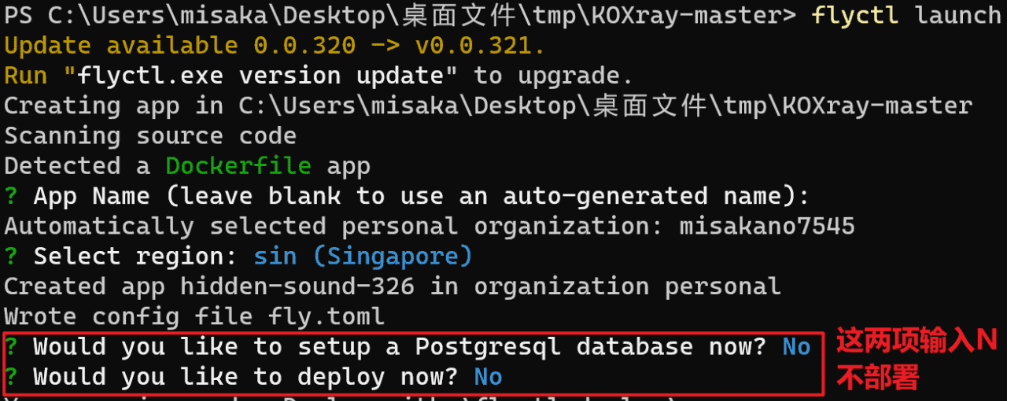 PS C:\Users\misaka\Desktop\桌面文件\tmp\KOXray-master> flyctl launch
Update available 0.0.320 -> v0.0.321.
Run "flyctl.exe version update" to upgrade.
Creating app in C:\Users\misaka\Desktop\桌面文件\tmp\KOXray-master
Scanning source code
Detected a Dockerfile app
? App Name (leave blank to use an auto-generated name):
Automatically selected personal organization: misakano7545
? Select region: sin (Singapore)
Created app hidden-sound-326 in organization personal
Wrote config file fly.toml
? Would you like to setup a Postgresql database now? No
? Would you like to deploy now? No
这两项输入N
不部署